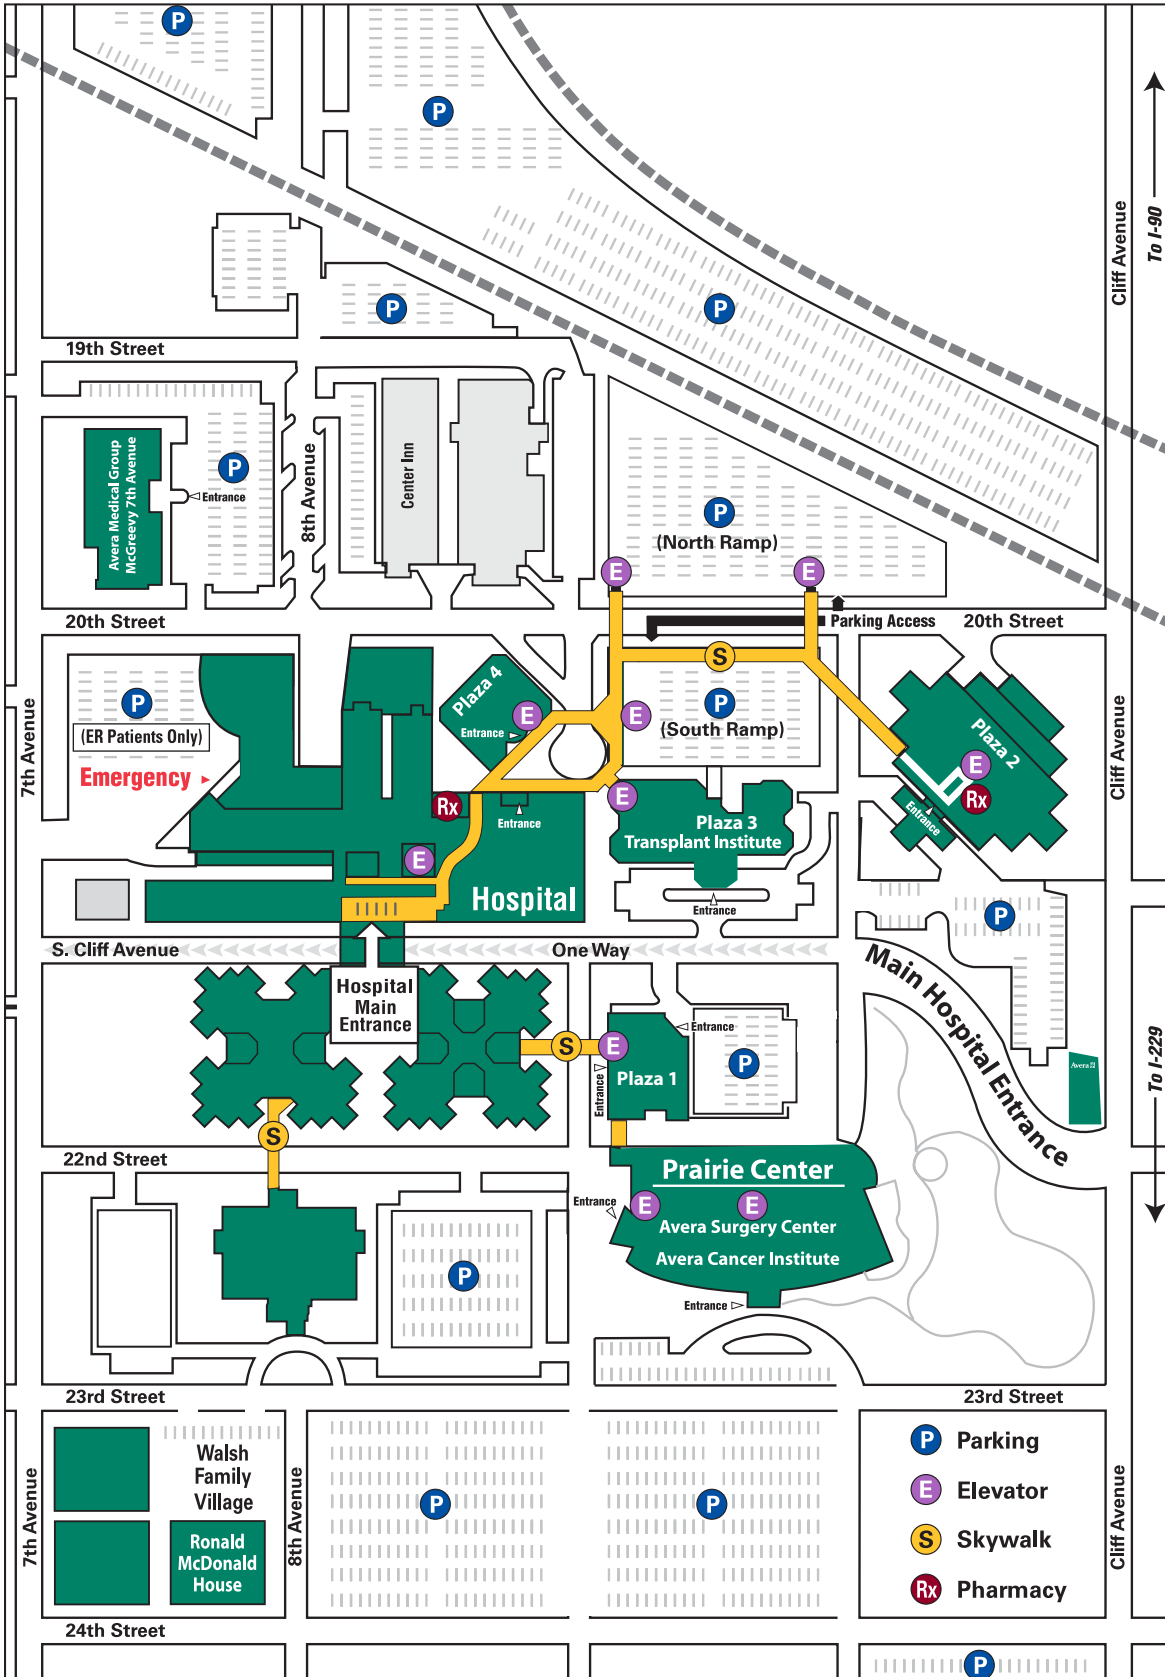 P
P
Cliff Avenue
To I-90
P
P
19th Street
Avera Medical Group
McGreevy 7th Avenue
P
Entrance
8th Avenue
Center Inn
P
(North Ramp)
E
E
20th Street
Parking Access
20th Street
7th Avenue
P
(ER Patients Only)
Emergency
Plaza 4
E
Entrance
S
E
P
(South Ramp)
Plaza 2
E
Rx
Entrance
Cliff Avenue
Rx
Entrance
E
Plaza 3
Transplant Institute
Entrance
E
Hospital
P
S. Cliff Avenue
One Way
Main Hospital Entrance
Hospital
Main
Entrance
S
E
Entrance
Entrance
Plaza 1
P
Avera
To I-229
S
22nd Street
Prairie Center
Entrance
E
E
Avera Surgery Center
Avera Cancer Institute
Entrance
P
23rd Street
23rd Street
7th Avenue
Walsh
Family
Village
Ronald
McDonald
House
8th Avenue
P
P
P Parking
E Elevator
S Skywalk
Rx Pharmacy
Cliff Avenue
24th Street
P